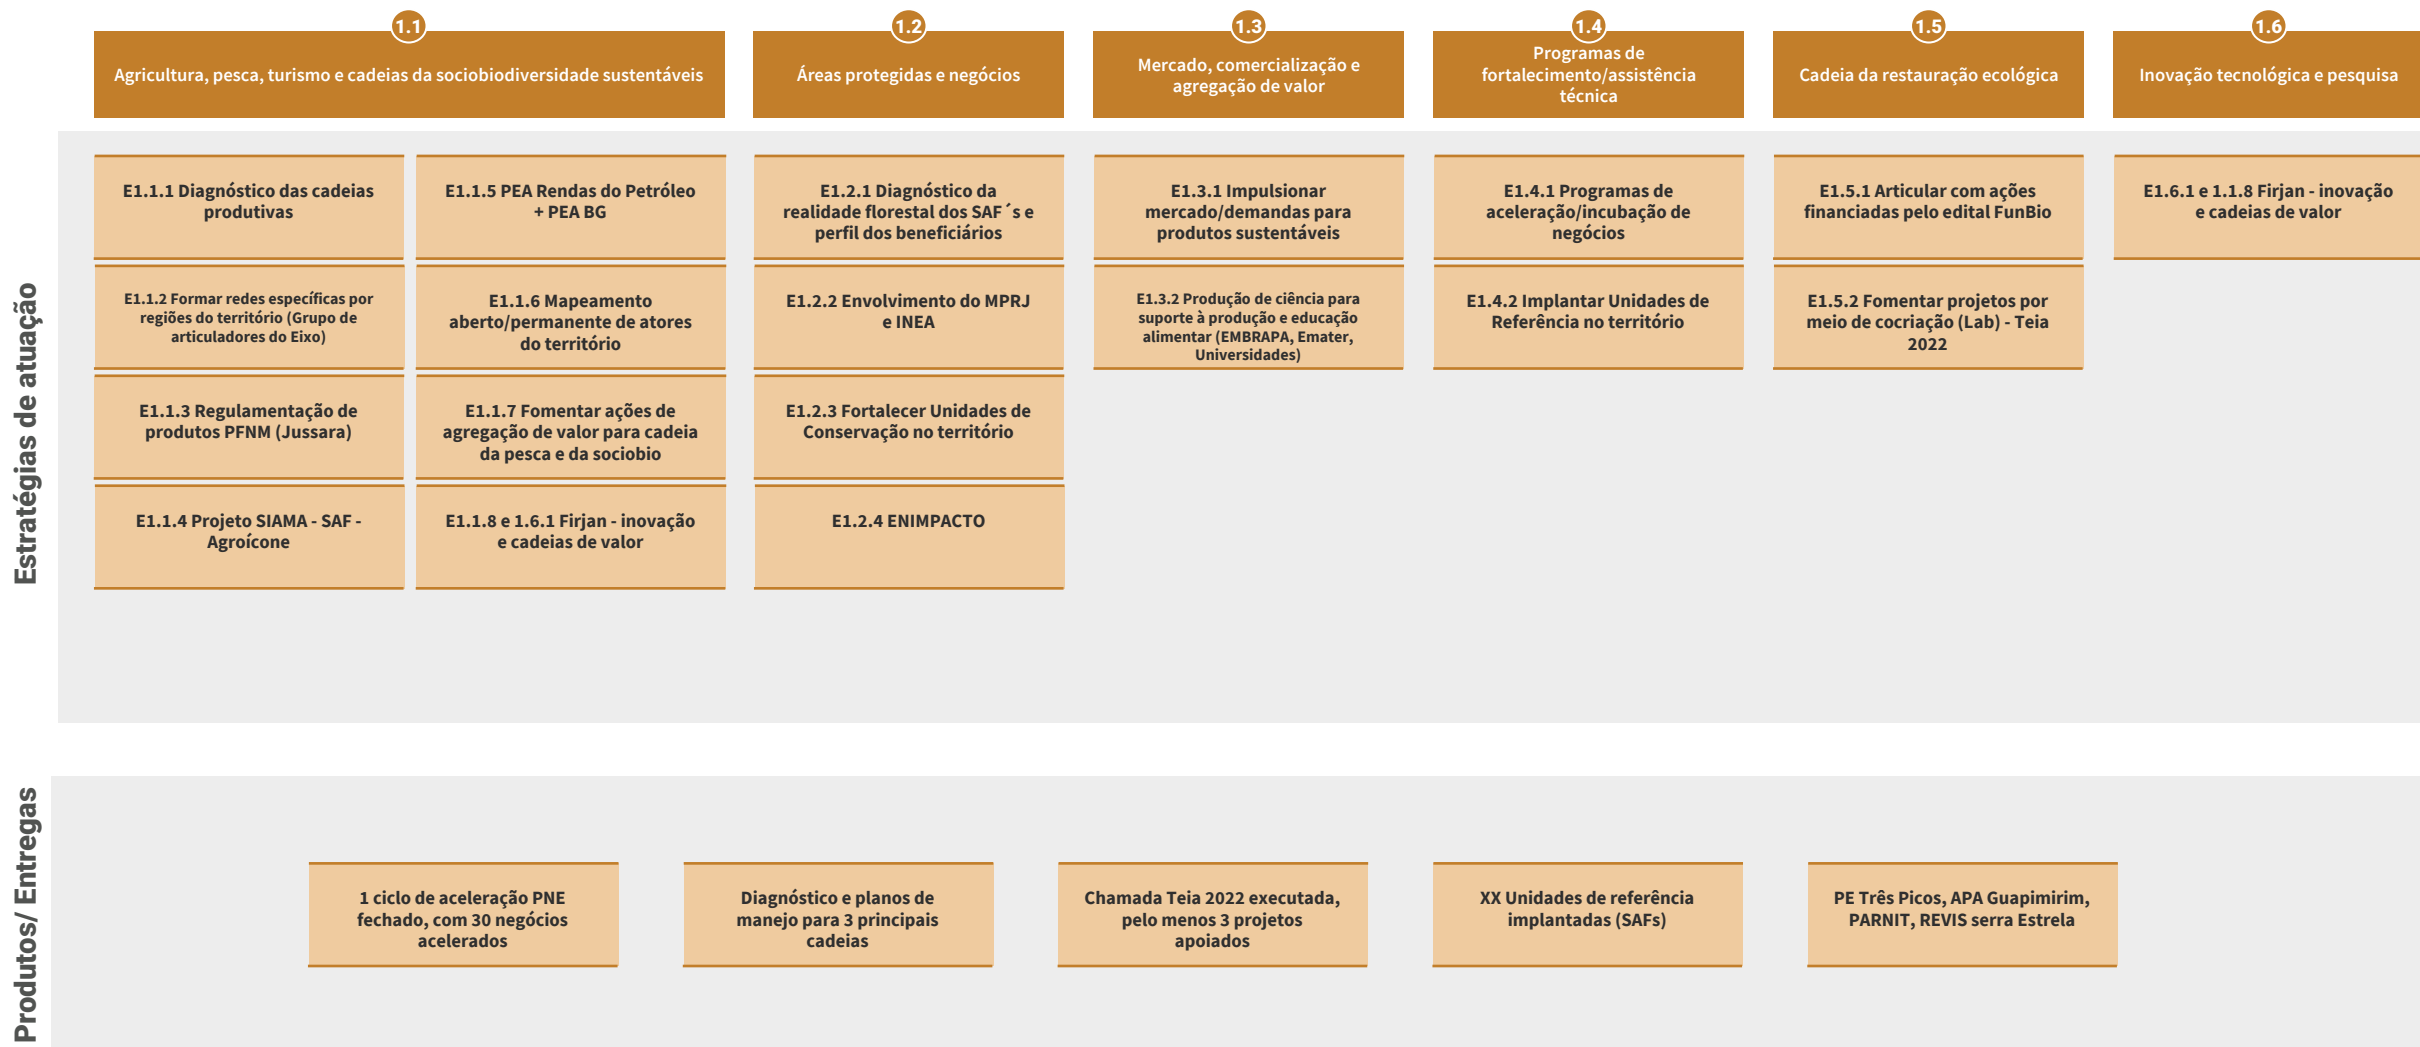 1.1
Agricultura, pesca, turismo e cadeias da sociobiodiversidade sustentáveis
1.2
Áreas protegidas e negócios
1.3
Mercado, comercialização e
agregação de valor
1.4
Programas de
fortalecimento/assistência
técnica
1.5
Cadeia da restauração ecológica
1.6
Inovação tecnológica e pesquisa
Estratégias de atuação
E1.1.1 Diagnóstico das cadeias
produtivas
E1.1.2 Formar redes específicas por
regiões do território (Grupo de
articuladores do Eixo)
E1.1.3 Regulamentação de
produtos PFNM (Jussara)
E1.1.4 Projeto SIAMA - SAF -
Agroícone
E1.1.5 PEA Rendas do Petróleo
+ PEA BG
E1.1.6 Mapeamento
aberto/permanente de atores
do território
E1.1.7 Fomentar ações de
agregação de valor para cadeia
da pesca e da sociobio
E1.1.8 e 1.6.1 Firjan - inovação
e cadeias de valor
E1.2.1 Diagnóstico da
realidade florestal dos SAF´s e
perfil dos beneficiários
E1.2.2 Envolvimento do MPRJ
e INEA
E1.2.3 Fortalecer Unidades de
Conservação no território
E1.2.4 ENIMPACTO
E1.3.1 Impulsionar
mercado/demandas para
produtos sustentáveis
E1.3.2 Produção de ciência para
suporte à produção e educação
alimentar (EMBRAPA, Emater,
Universidades)
E1.4.1 Programas de
aceleração/incubação de
negócios
E1.4.2 Implantar Unidades de
Referência no território
E1.5.1 Articular com ações
financiadas pelo edital FunBio
E1.5.2 Fomentar projetos por
meio de cocriação (Lab) - Teia
2022
E1.6.1 e 1.1.8 Firjan - inovação
e cadeias de valor
Produtos/ Entregas
1 ciclo de aceleração PNE
fechado, com 30 negócios
acelerados
Diagnóstico e planos de
manejo para 3 principais
cadeias
Chamada Teia 2022 executada,
pelo menos 3 projetos
apoiados
XX Unidades de referência
implantadas (SAFs)
PE Três Picos, APA Guapimirim,
PARNIT, REVIS serra Estrela